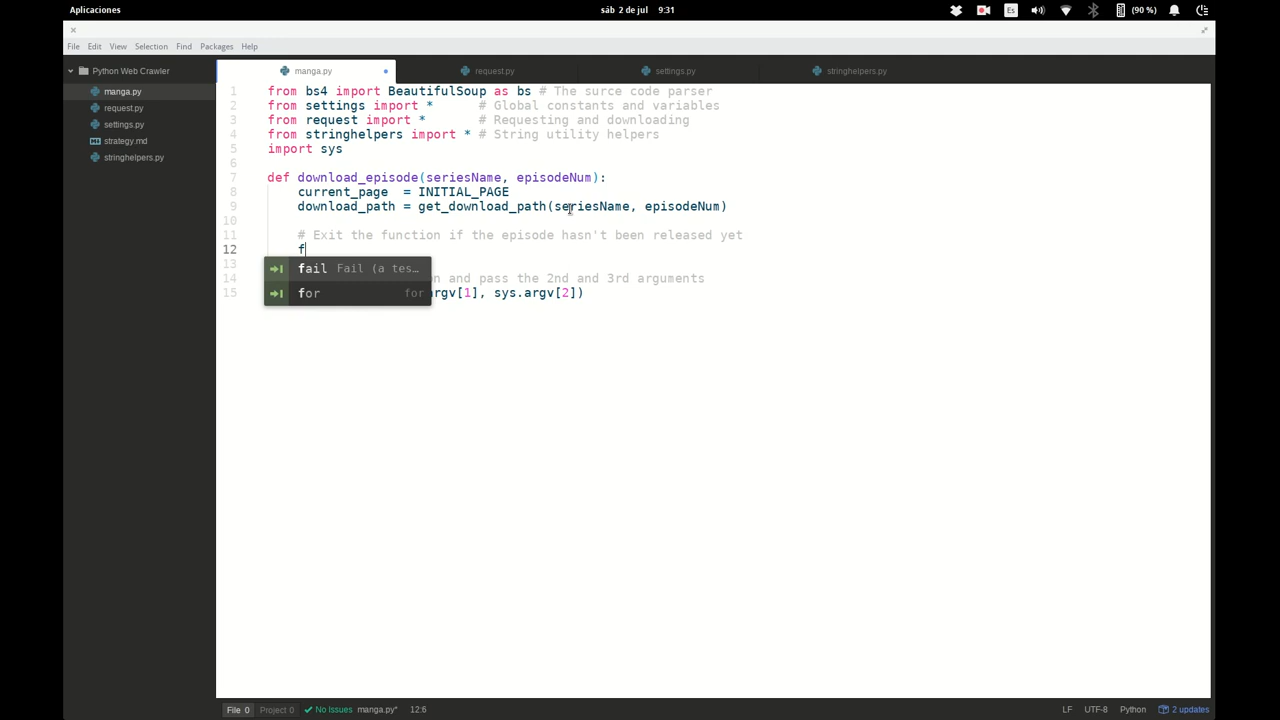 Aplicaciones
sáb 2 de jul 9:31
Es
(90 %)
File Edit View Selection Find Packages Help
Python Web Crawler
manga.py
request.py
settings.py
strategy.md
stringhelpers.py
manga.py request.py settings.py stringhelpers.py
1 from bs4 import BeautifulSoup as bs # The surce code parser
2 from settings import * # Global constants and variables
3 from request import * # Requesting and downloading
4 from stringhelpers import * # String utility helpers
5 import sys
6
7 def download_episode(seriesName, episodeNum):
8 current_page = INITIAL_PAGE
9 download_path = get_download_path(seriesName, episodeNum)
10
11 # Exit the function if the episode hasn't been released yet
12 f
13 fail Fail (a tes…
14 on and pass the 2nd and 3rd arguments
for for
15 argv[1], sys.argv[2])
File 0 Project 0 No Issues manga.py* 12:6
LF UTF-8 Python 2 updates